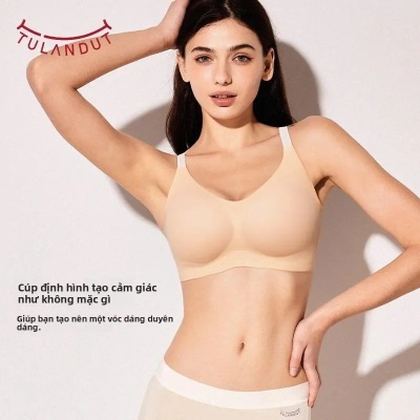 TULANDUT
Cúp định hình tạo cảm giác
như không mặc gì
Giúp bạn tạo nên một vóc dáng duyên
dáng.